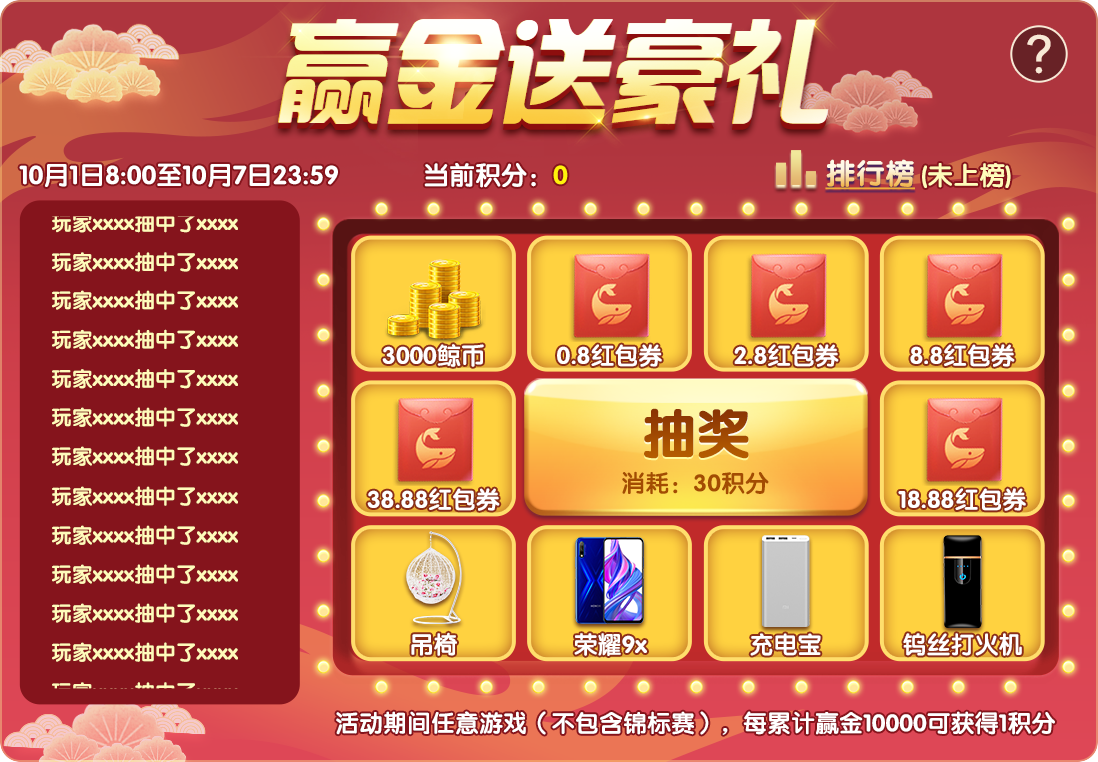 赢金送豪礼
?
10月1日8:00至10月7日23:59
当前积分：0
排行榜 (未上榜)
玩家xxxx抽中了xxxx
玩家xxxx抽中了xxxx
玩家xxxx抽中了xxxx
玩家xxxx抽中了xxxx
玩家xxxx抽中了xxxx
玩家xxxx抽中了xxxx
玩家xxxx抽中了xxxx
玩家xxxx抽中了xxxx
玩家xxxx抽中了xxxx
玩家xxxx抽中了xxxx
玩家xxxx抽中了xxxx
玩家xxxx抽中了xxxx
3000鲸币
0.8红包券
2.8红包券
8.8红包券
38.88红包券
抽奖
消耗：30积分
18.88红包券
吊椅
荣耀9x
充电宝
钨丝打火机
活动期间任意游戏（不包含锦标赛），每累计赢金10000可获得1积分